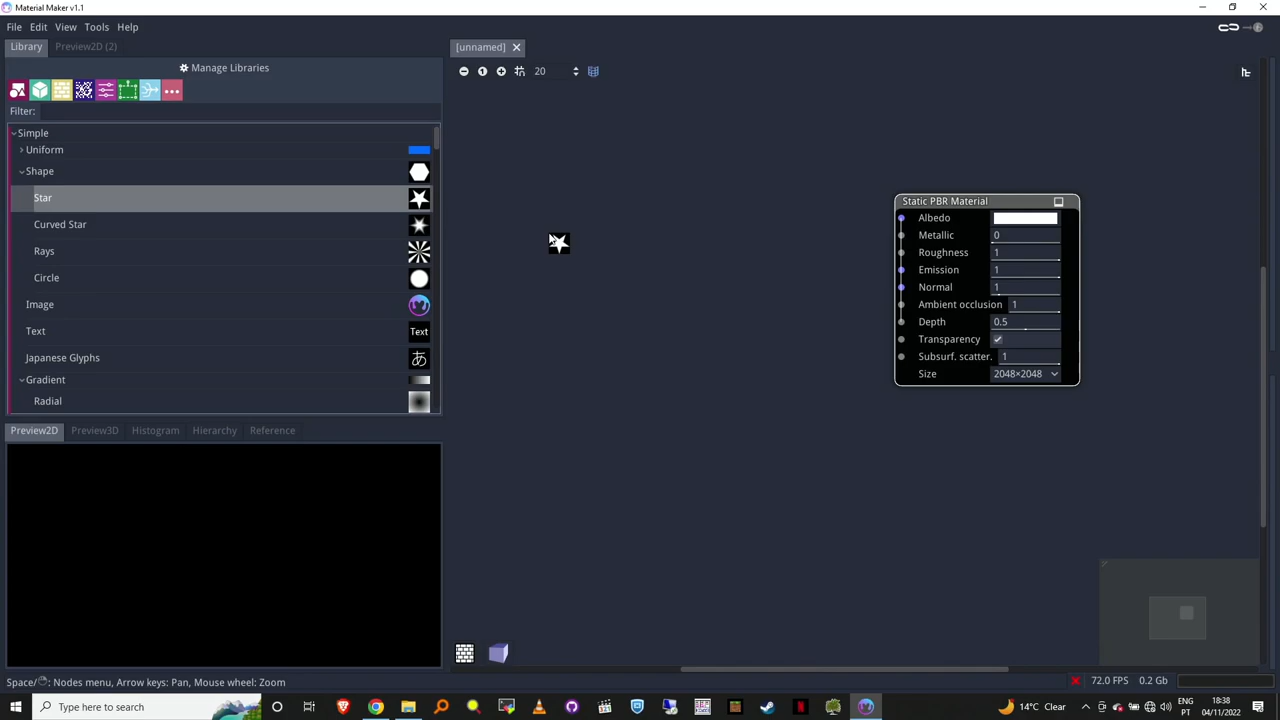 Material Maker v1.1
File Edit View Tools Help
Library Preview2D (2)
[unnamed]
Manage Libraries
20
Filter:
Simple
Uniform
Shape
Star
Curved Star
Rays
Circle
Image
Text Text
Japanese Glyphs あ
Gradient
Radial
Static PBR Material
Albedo
Metallic 0
Roughness 1
Emission 1
Normal 1
Ambient occlusion 1
Depth 0.5
Transparency
Subsurf. scatter. 1
Size 2048×2048
Preview2D Preview3D Histogram Hierarchy Reference
Space/ : Nodes menu, Arrow keys: Pan, Mouse wheel: Zoom
72.0 FPS 0.2 Gb
Type here to search
14°C Clear
ENG
PT
18:38
04/11/2022